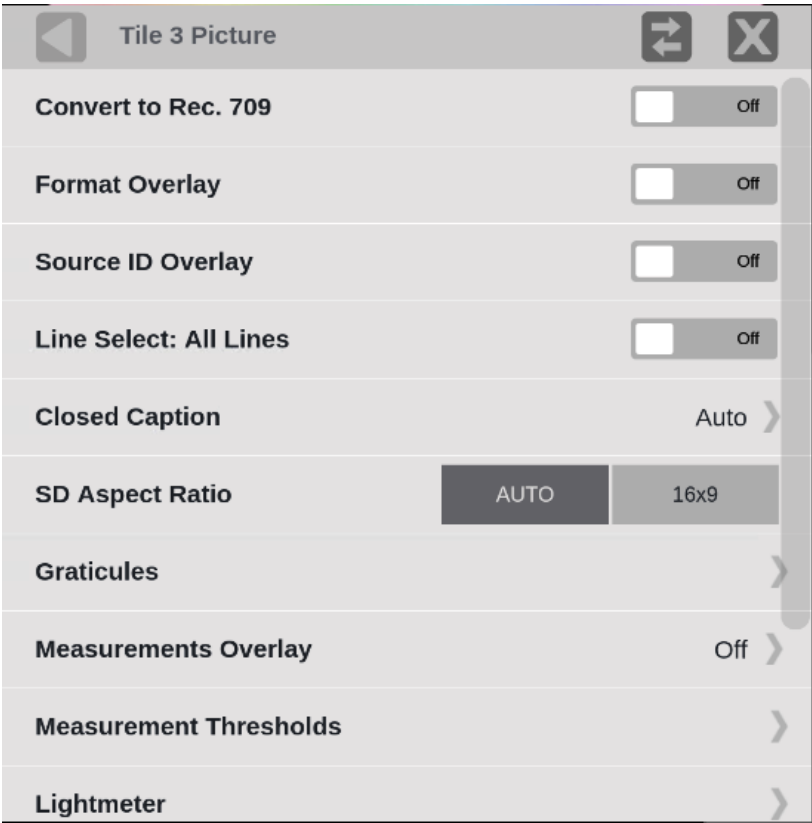 Tile 3 Picture
Convert to Rec. 709 Off
Format Overlay Off
Source ID Overlay Off
Line Select: All Lines Off
Closed Caption Auto
SD Aspect Ratio AUTO 16x9
Graticules
Measurements Overlay Off
Measurement Thresholds
Lightmeter